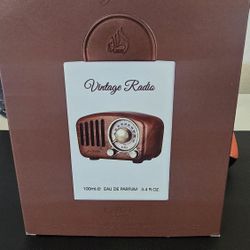 Vintage Radio
100ml ℮ EAU DE PARFUM 3.4 fl OZ